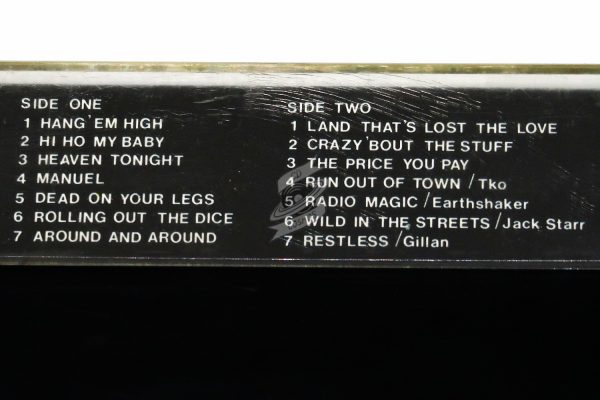 SIDE ONE
1 HANG'EM HIGH
2 HI HO MY BABY
3 HEAVEN TONIGHT
4 MANUEL
5 DEAD ON YOUR LEGS
6 ROLLING OUT THE DICE
7 AROUND AND AROUND
SIDE TWO
1 LAND THAT'S LOST THE LOVE
2 CRAZY'BOUT THE STUFF
3 THE PRICE YOU PAY
4 RUN OUT OF TOWN / Tko
5 RADIO MAGIC / Earthshaker
6 WILD IN THE STREETS / Jack Starr
7 RESTLESS / Gillan